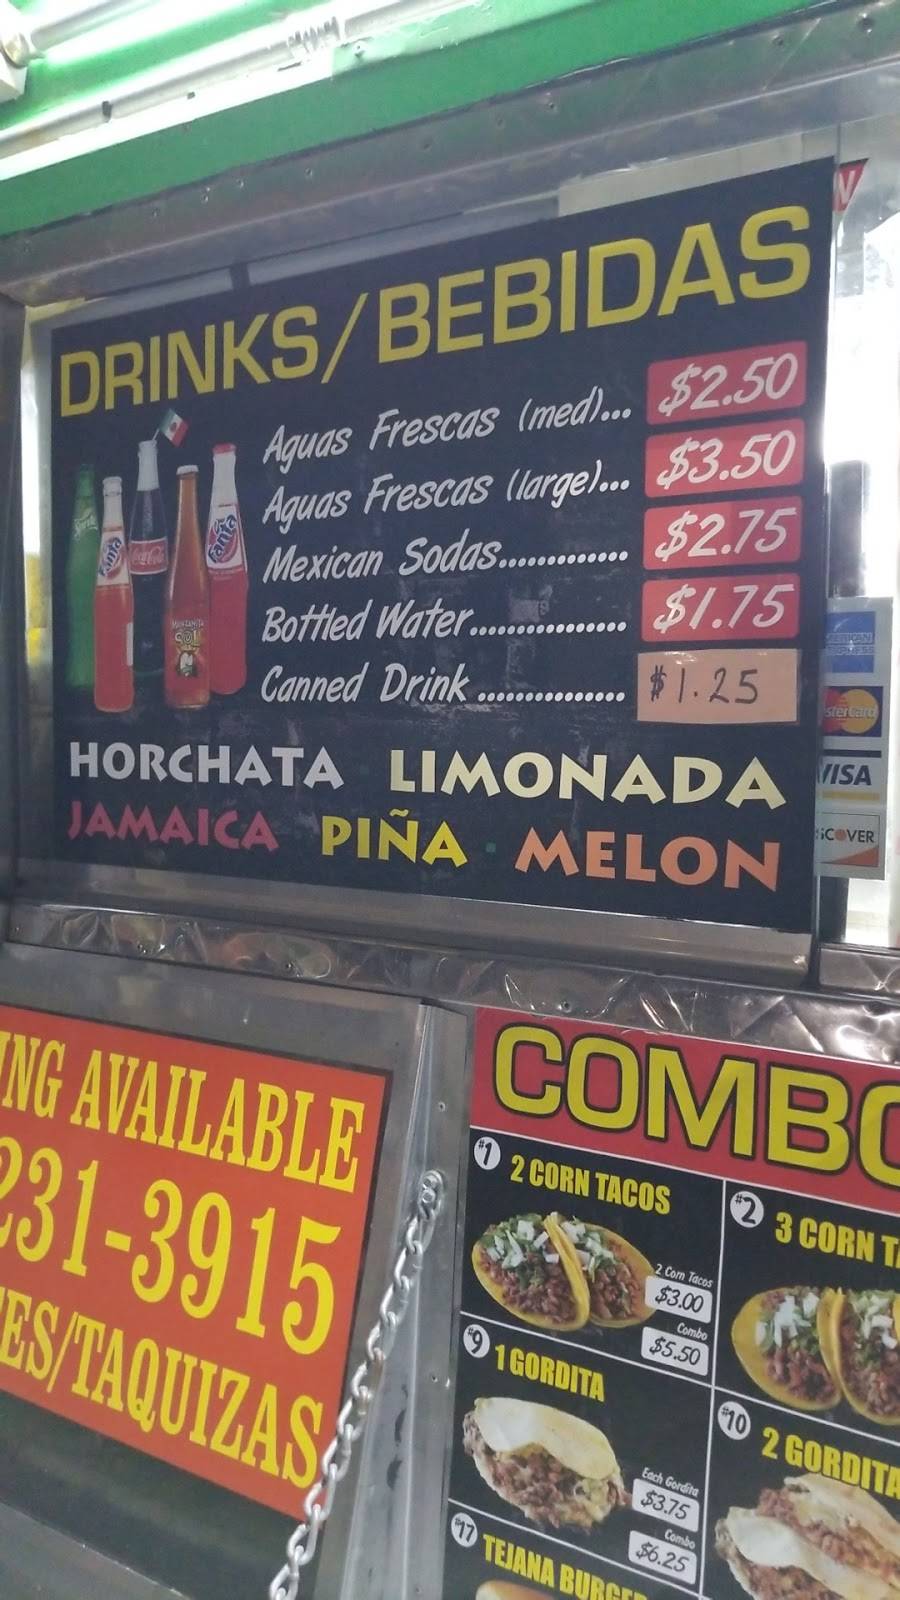 DRINKS/BEBIDAS
Aguas Frescas (med)... $2.50
Aguas Frescas (large)... $3.50
Mexican Sodas............. $2.75
Bottled Water............... $1.75
Canned Drink .............. $1.25
Sprite
Fanta
Coca-Cola
MANZANITA
SOL
Fanta
HORCHATA LIMONADA
JAMAICA PIÑA MELON
MasterCard
VISA
ING AVAILABLE
231-3915
ES/TAQUIZAS
COMBO
#1
2 CORN TACOS
2 Corn Tacos
$3.00
Combo
$5.50
#2
3 CORN TA
#9
1 GORDITA
Each Gordita
$3.75
Combo
$6.25
#10
2 GORDITA
#17
TEJANA BURGER